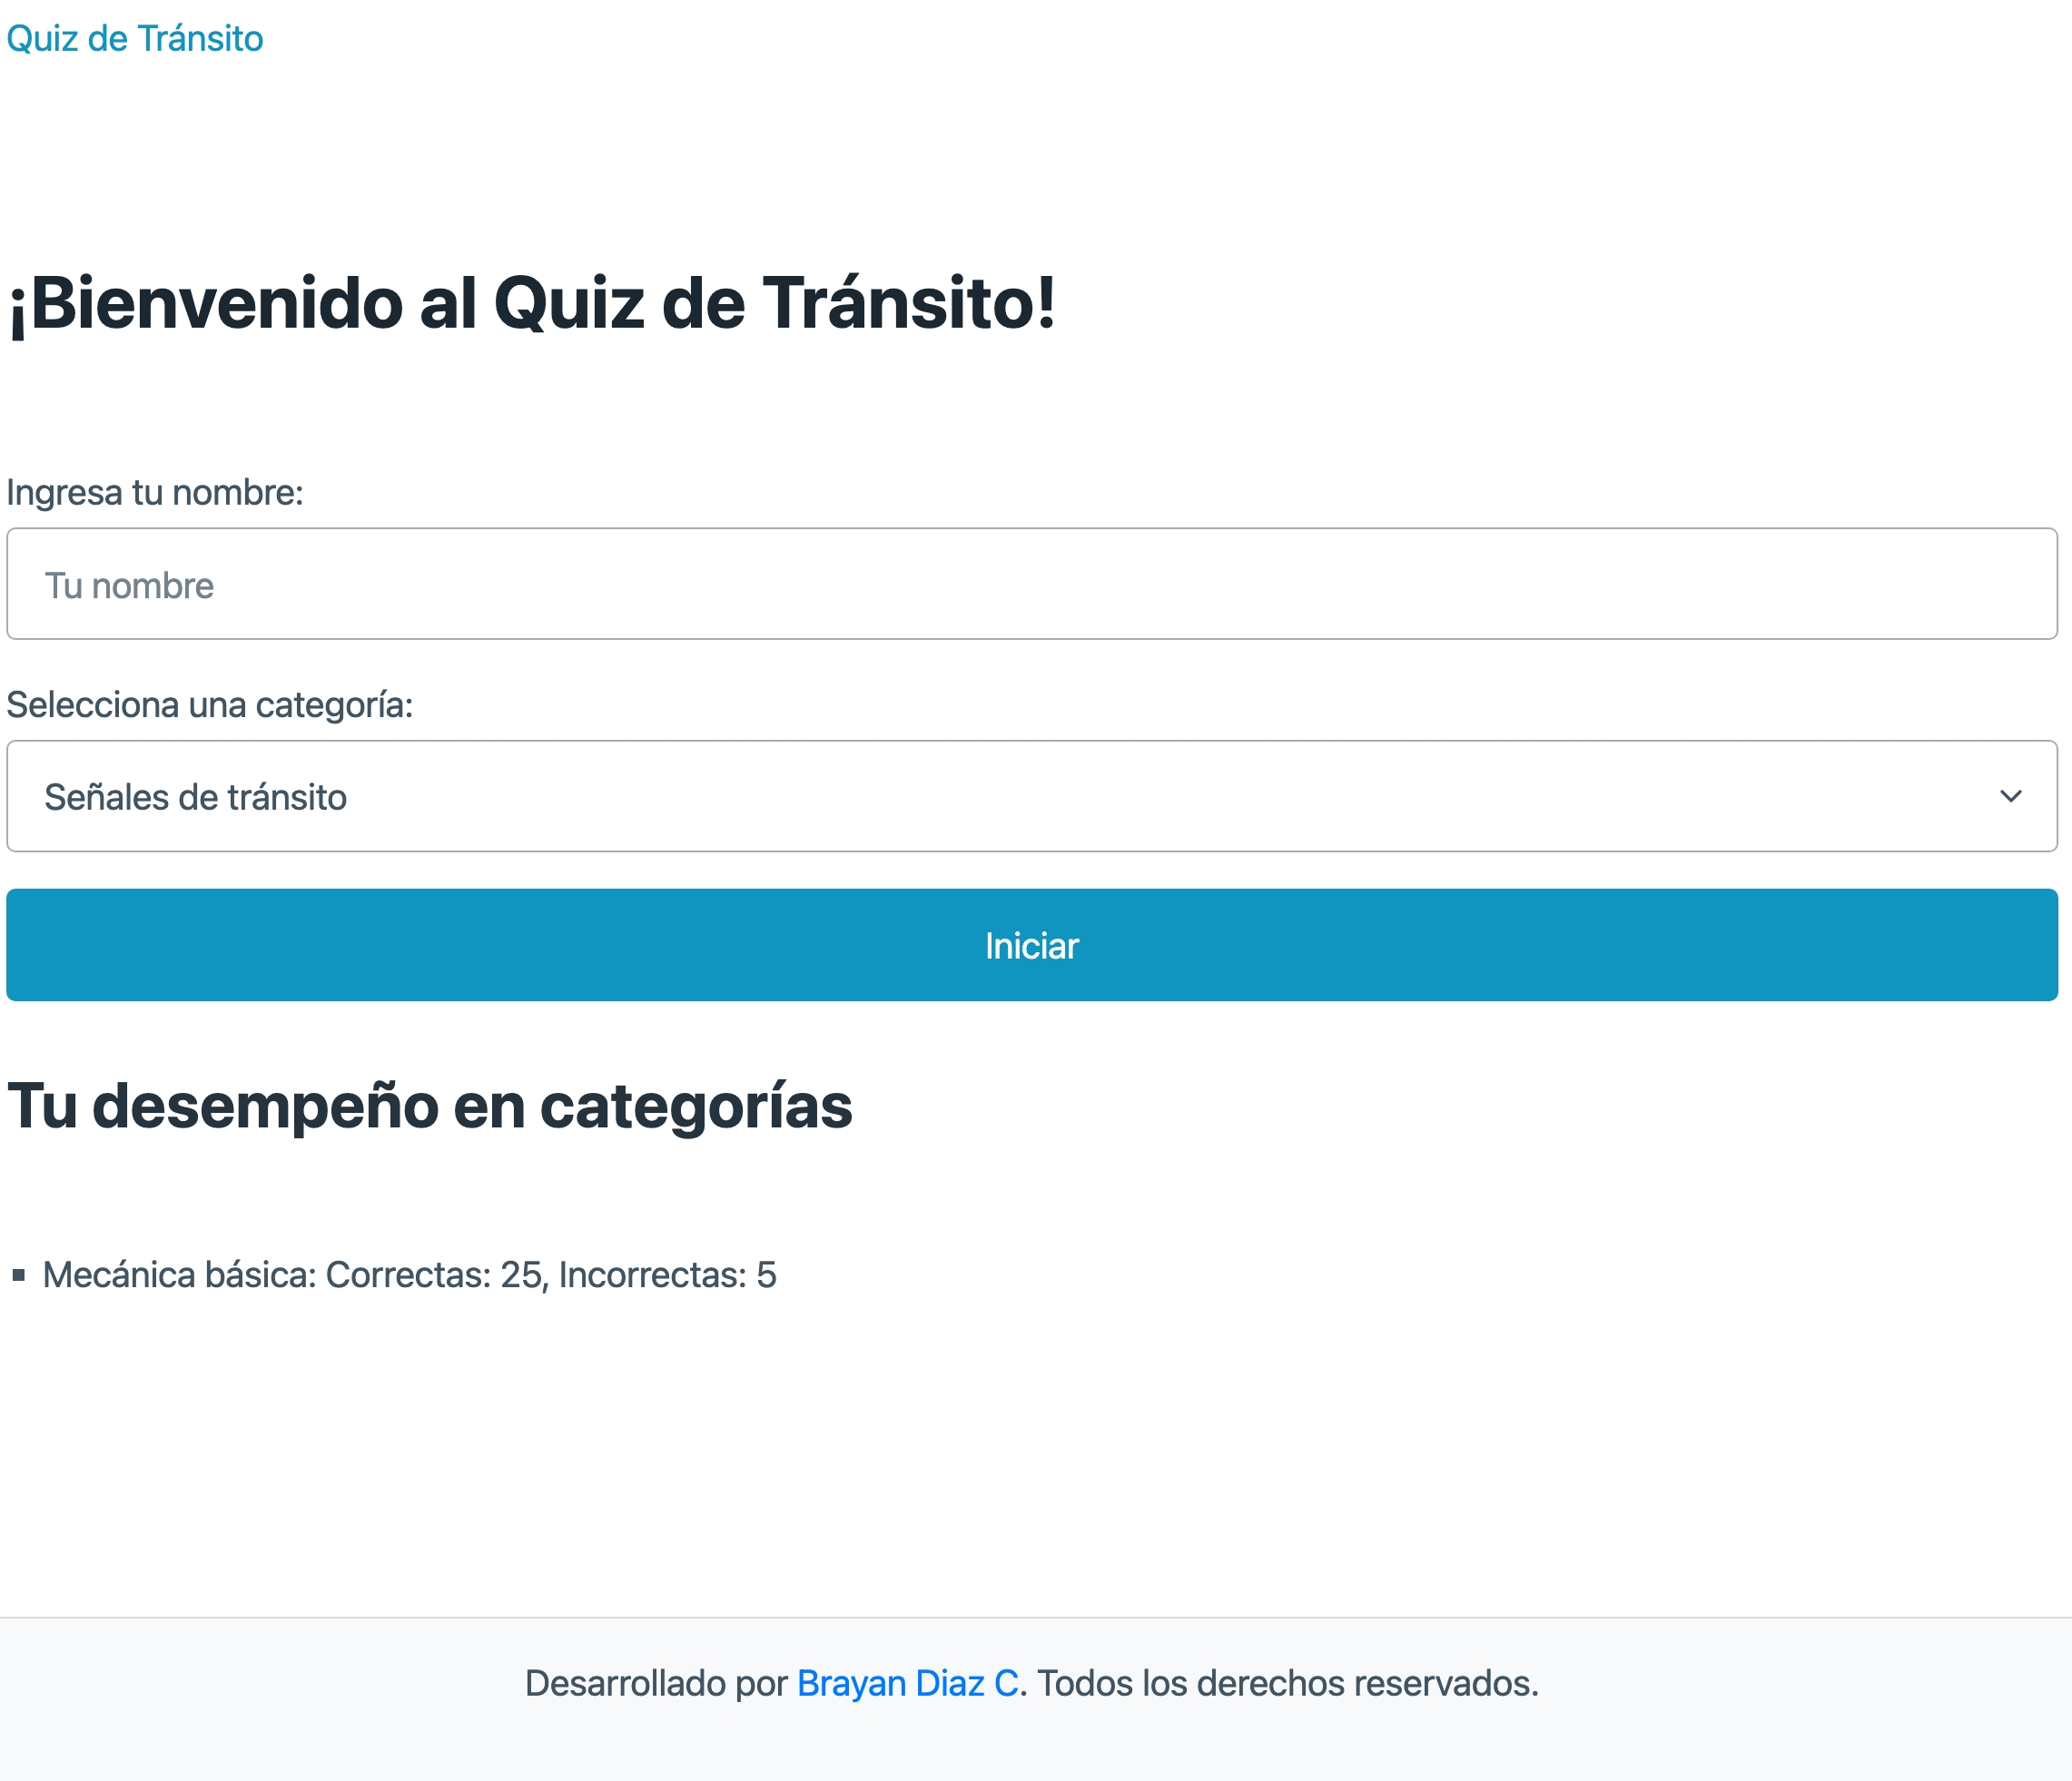 Quiz de Tránsito
¡Bienvenido al Quiz de Tránsito!
Ingresa tu nombre:
Tu nombre
Selecciona una categoría:
Señales de tránsito
Iniciar
Tu desempeño en categorías
Mecánica básica: Correctas: 25, Incorrectas: 5
Desarrollado por Brayan Diaz C. Todos los derechos reservados.